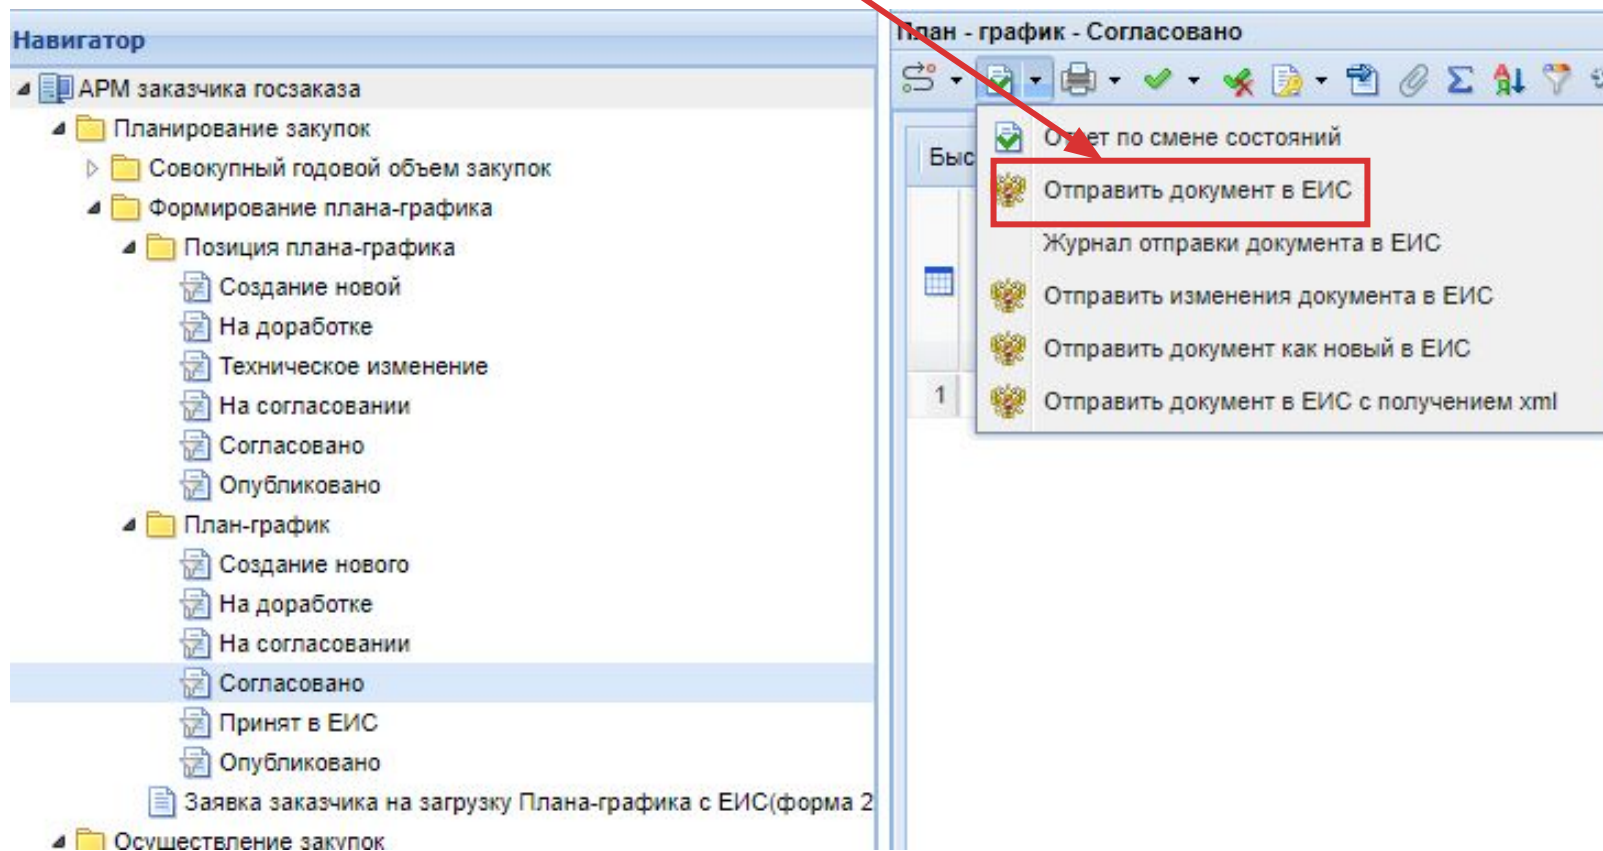 Навигатор
АРМ заказчика госзаказа
Планирование закупок
Совокупный годовой объем закупок
Формирование плана-графика
Позиция плана-графика
Создание новой
На доработке
Техническое изменение
На согласовании
Согласовано
Опубликовано
План-график
Создание нового
На доработке
На согласовании
Согласовано
Принят в ЕИС
Опубликовано
Заявка заказчика на загрузку Плана-графика с ЕИС(форма 2
Осуществление закупок
План - график - Согласовано
Быс
1
Отчет по смене состояний
Отправить документ в ЕИС
Журнал отправки документа в ЕИС
Отправить изменения документа в ЕИС
Отправить документ как новый в ЕИС
Отправить документ в ЕИС с получением xml